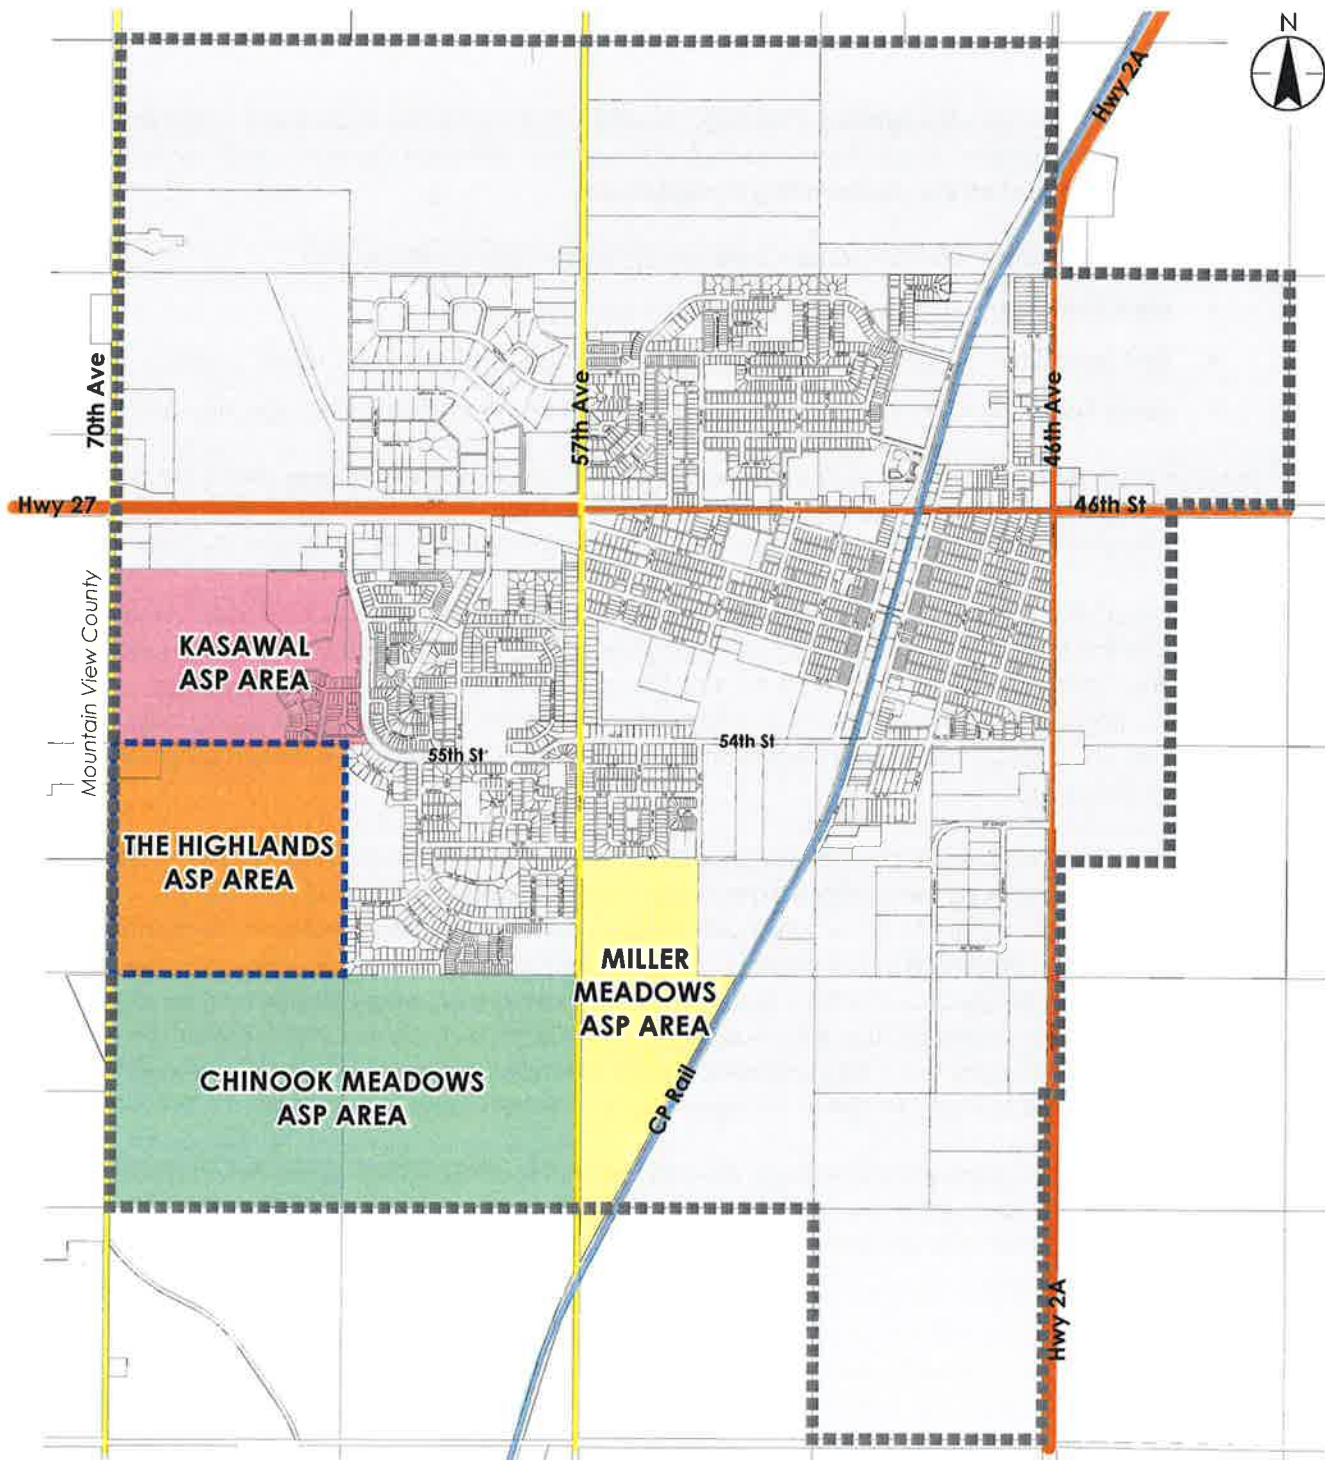 N
Hwy 2A
70th Ave
57th Ave
46th Ave
Hwy 27
46th St
Mountain View County
KASAWAL
ASP AREA
55th St
54th St
THE HIGHLANDS
ASP AREA
MILLER
MEADOWS
ASP AREA
CHINOOK MEADOWS
ASP AREA
CP Rail
Hwy 2A